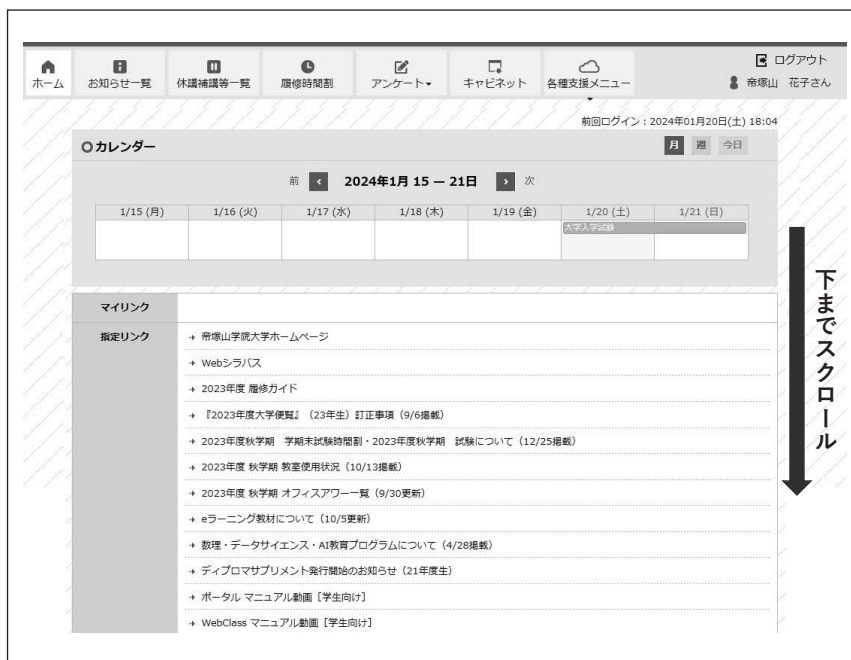 ホーム
お知らせ一覧
休講補講等一覧
履修時間割
アンケート▾
キャビネット
各種支援メニュー
ログアウト
帝塚山 花子さん
前回ログイン:2024年01月20日(土) 18:04
カレンダー
月 週 今日
前 2024年1月 15 — 21日 次
1/15 (月) 1/16 (火) 1/17 (水) 1/18 (木) 1/19 (金) 1/20 (土) 1/21 (日)
大学入学試験
マイリンク
指定リンク
帝塚山学院大学ホームページ
Webシラバス
2023年度 履修ガイド
『2023年度大学便覧』(23年生)訂正事項(9/6掲載)
2023年度秋学期 学期末試験時間割・2023年度秋学期 試験について(12/25掲載)
2023年度 秋学期 教室使用状況(10/13掲載)
2023年度 秋学期 オフィスアワー一覧(9/30更新)
eラーニング教材について(10/5更新)
数理・データサイエンス・AI教育プログラムについて(4/28掲載)
ディプロマサプリメント発行開始のお知らせ(21年度生)
ポータル マニュアル動画［学生向け］
WebClass マニュアル動画［学生向け］
下までスクロール